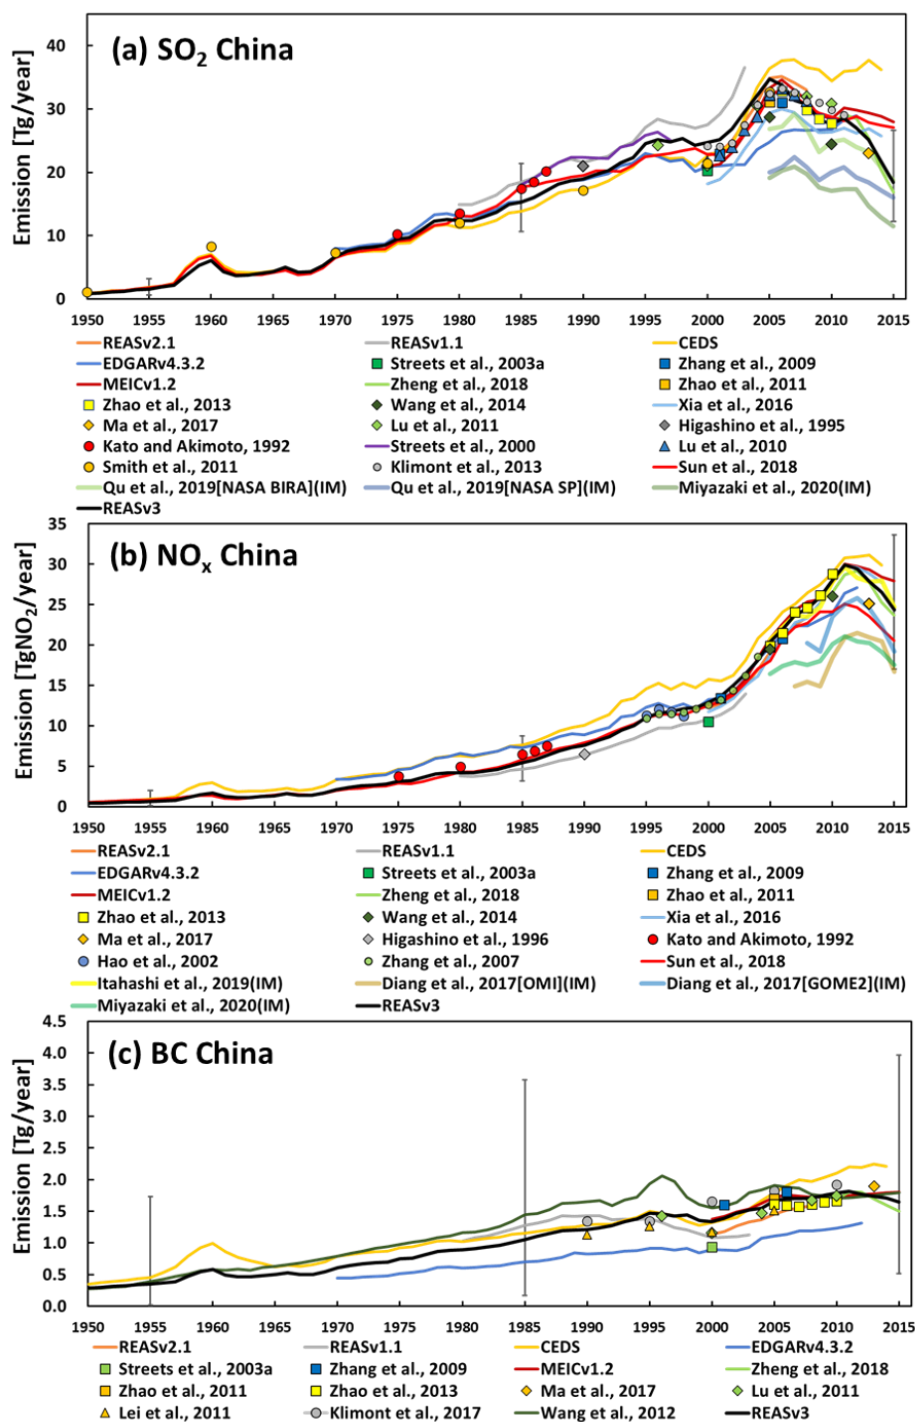 (a) SO2 China
Emission [Tg/year]
40
30
20
10
0
1950 1955 1960 1965 1970 1975 1980 1985 1990 1995 2000 2005 2010 2015
REASv2.1 REASv1.1 CEDS
EDGARv4.3.2 Streets et al., 2003a Zhang et al., 2009
MEICv1.2 Zheng et al., 2018 Zhao et al., 2011
Zhao et al., 2013 Wang et al., 2014 Xia et al., 2016
Ma et al., 2017 Lu et al., 2011 Higashino et al., 1995
Kato and Akimoto, 1992 Streets et al., 2000 Lu et al., 2010
Smith et al., 2011 Klimont et al., 2013 Sun et al., 2018
Qu et al., 2019[NASA BIRA](IM) Qu et al., 2019[NASA SP](IM) Miyazaki et al., 2020(IM)
REASv3
(b) NOx China
Emission [TgNO2/year]
35
30
25
20
15
10
5
0
1950 1955 1960 1965 1970 1975 1980 1985 1990 1995 2000 2005 2010 2015
REASv2.1 REASv1.1 CEDS
EDGARv4.3.2 Streets et al., 2003a Zhang et al., 2009
MEICv1.2 Zheng et al., 2018 Zhao et al., 2011
Zhao et al., 2013 Wang et al., 2014 Xia et al., 2016
Ma et al., 2017 Higashino et al., 1996 Kato and Akimoto, 1992
Hao et al., 2002 Zhang et al., 2007 Sun et al., 2018
Itahashi et al., 2019(IM) Diang et al., 2017[OMI](IM) Diang et al., 2017[GOME2](IM)
Miyazaki et al., 2020(IM) REASv3
(c) BC China
Emission [Tg/year]
4.5
4.0
3.5
3.0
2.5
2.0
1.5
1.0
0.5
0.0
1950 1955 1960 1965 1970 1975 1980 1985 1990 1995 2000 2005 2010 2015
REASv2.1 REASv1.1 CEDS EDGARv4.3.2
Streets et al., 2003a Zhang et al., 2009 MEICv1.2 Zheng et al., 2018
Zhao et al., 2011 Zhao et al., 2013 Ma et al., 2017 Lu et al., 2011
Lei et al., 2011 Klimont et al., 2017 Wang et al., 2012 REASv3